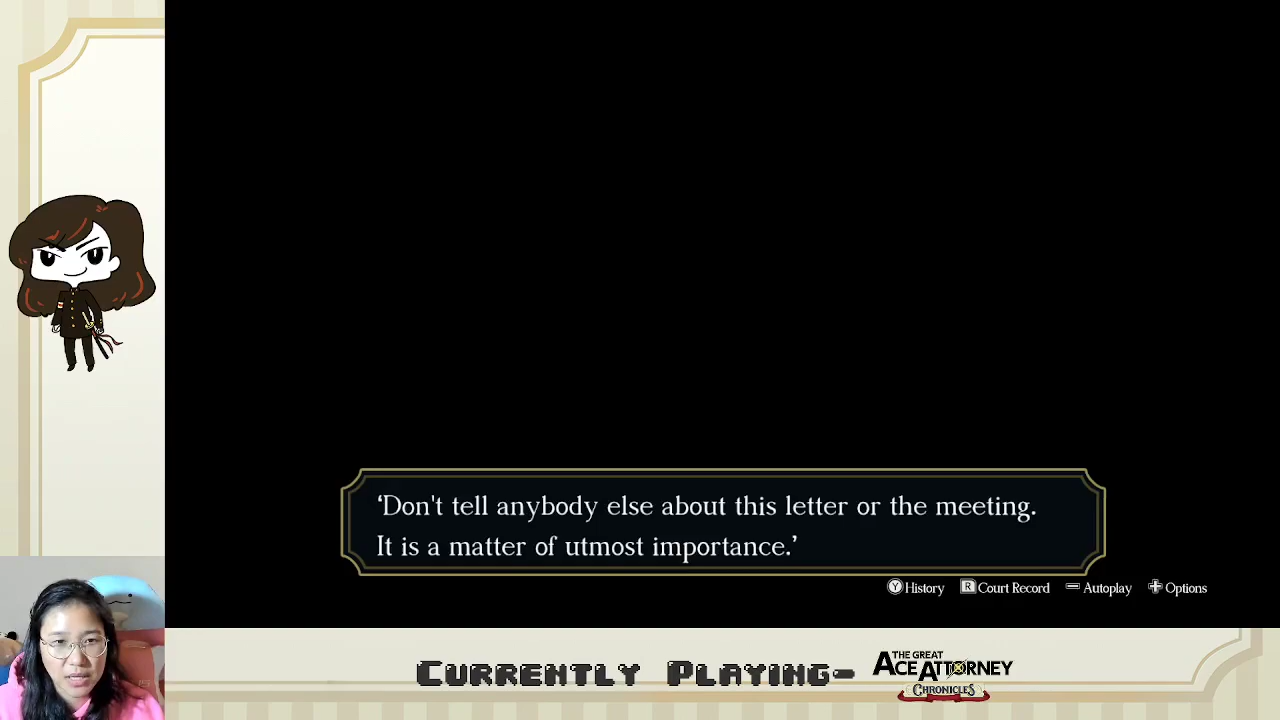 ‘Don't tell anybody else about this letter or the meeting.
It is a matter of utmost importance.’
Y History R Court Record Autoplay Options
Currently Playing-
THE GREAT
ACE ATTORNEY
CHRONICLES